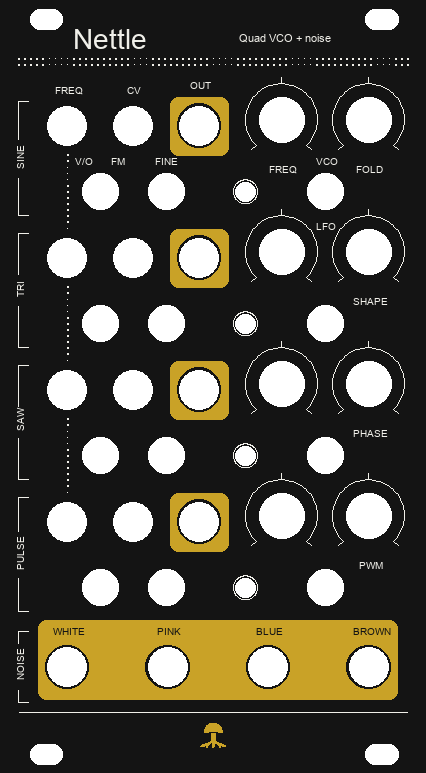 Nettle
Quad VCO + noise
FREQ
CV
OUT
SINE
V/O
FM
FINE
FREQ
VCO
FOLD
LFO
TRI
SHAPE
SAW
PHASE
PULSE
PWM
NOISE
WHITE
PINK
BLUE
BROWN